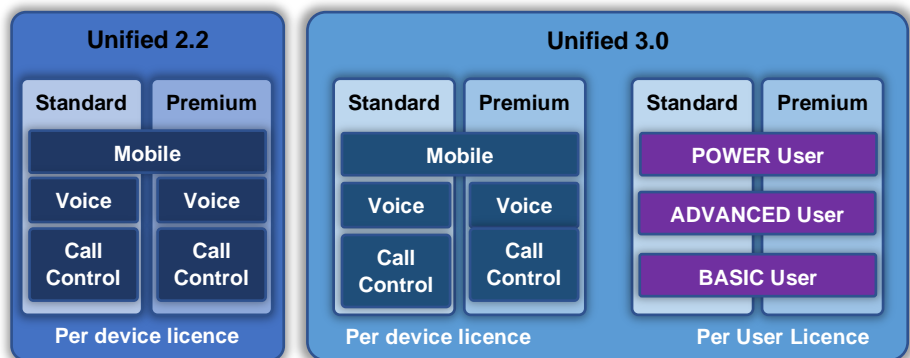 Unified 2.2
Standard
Premium
Mobile
Voice
Voice
Call
Control
Call
Control
Per device licence
Unified 3.0
Standard
Premium
Mobile
Voice
Voice
Call
Control
Call
Control
Per device licence
Standard
Premium
POWER User
ADVANCED User
BASIC User
Per User Licence